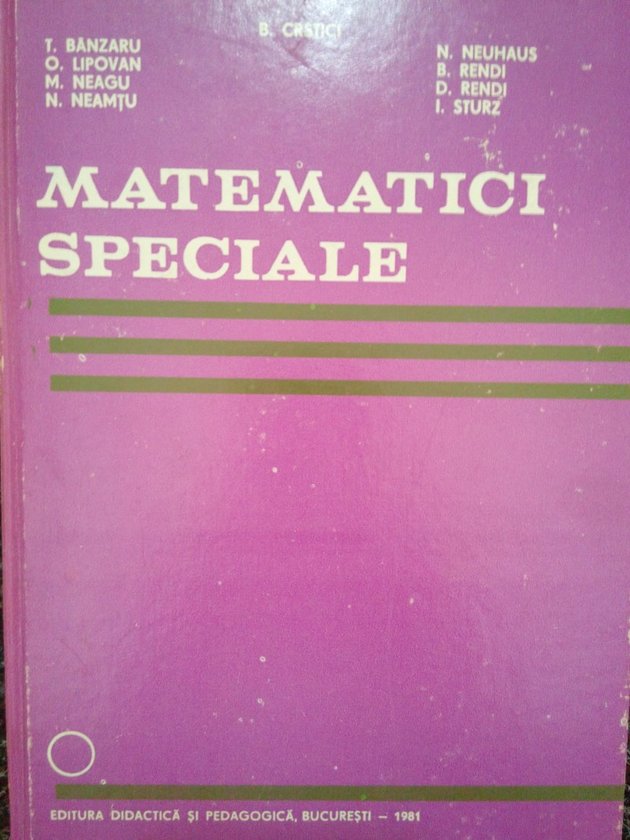 B. CRSTICI
T. BÂNZARU
O. LIPOVAN
M. NEAGU
N. NEAMȚU
N. NEUHAUS
B. RENDI
D. RENDI
I. STURZ
MATEMATICI
SPECIALE
EDITURA DIDACTICĂ ȘI PEDAGOGICĂ, BUCUREȘTI – 1981